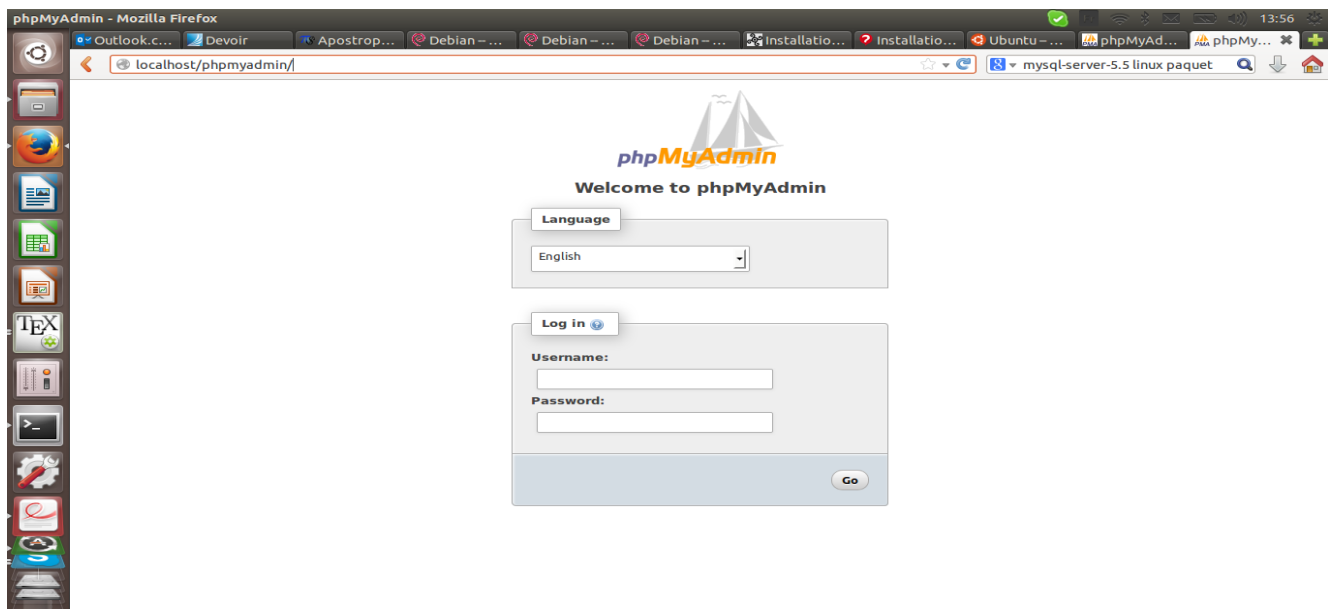 phpMyAdmin - Mozilla Firefox
13:56
Outlook.c...
Devoir
Apostrop...
Debian – ...
Debian – ...
Debian – ...
Installatio...
Installatio...
Ubuntu – ...
phpMyAd...
phpMy...
localhost/phpmyadmin/
mysql-server-5.5 linux paquet
phpMyAdmin
Welcome to phpMyAdmin
Language
English
Log in
Username:
Password:
Go
TEX